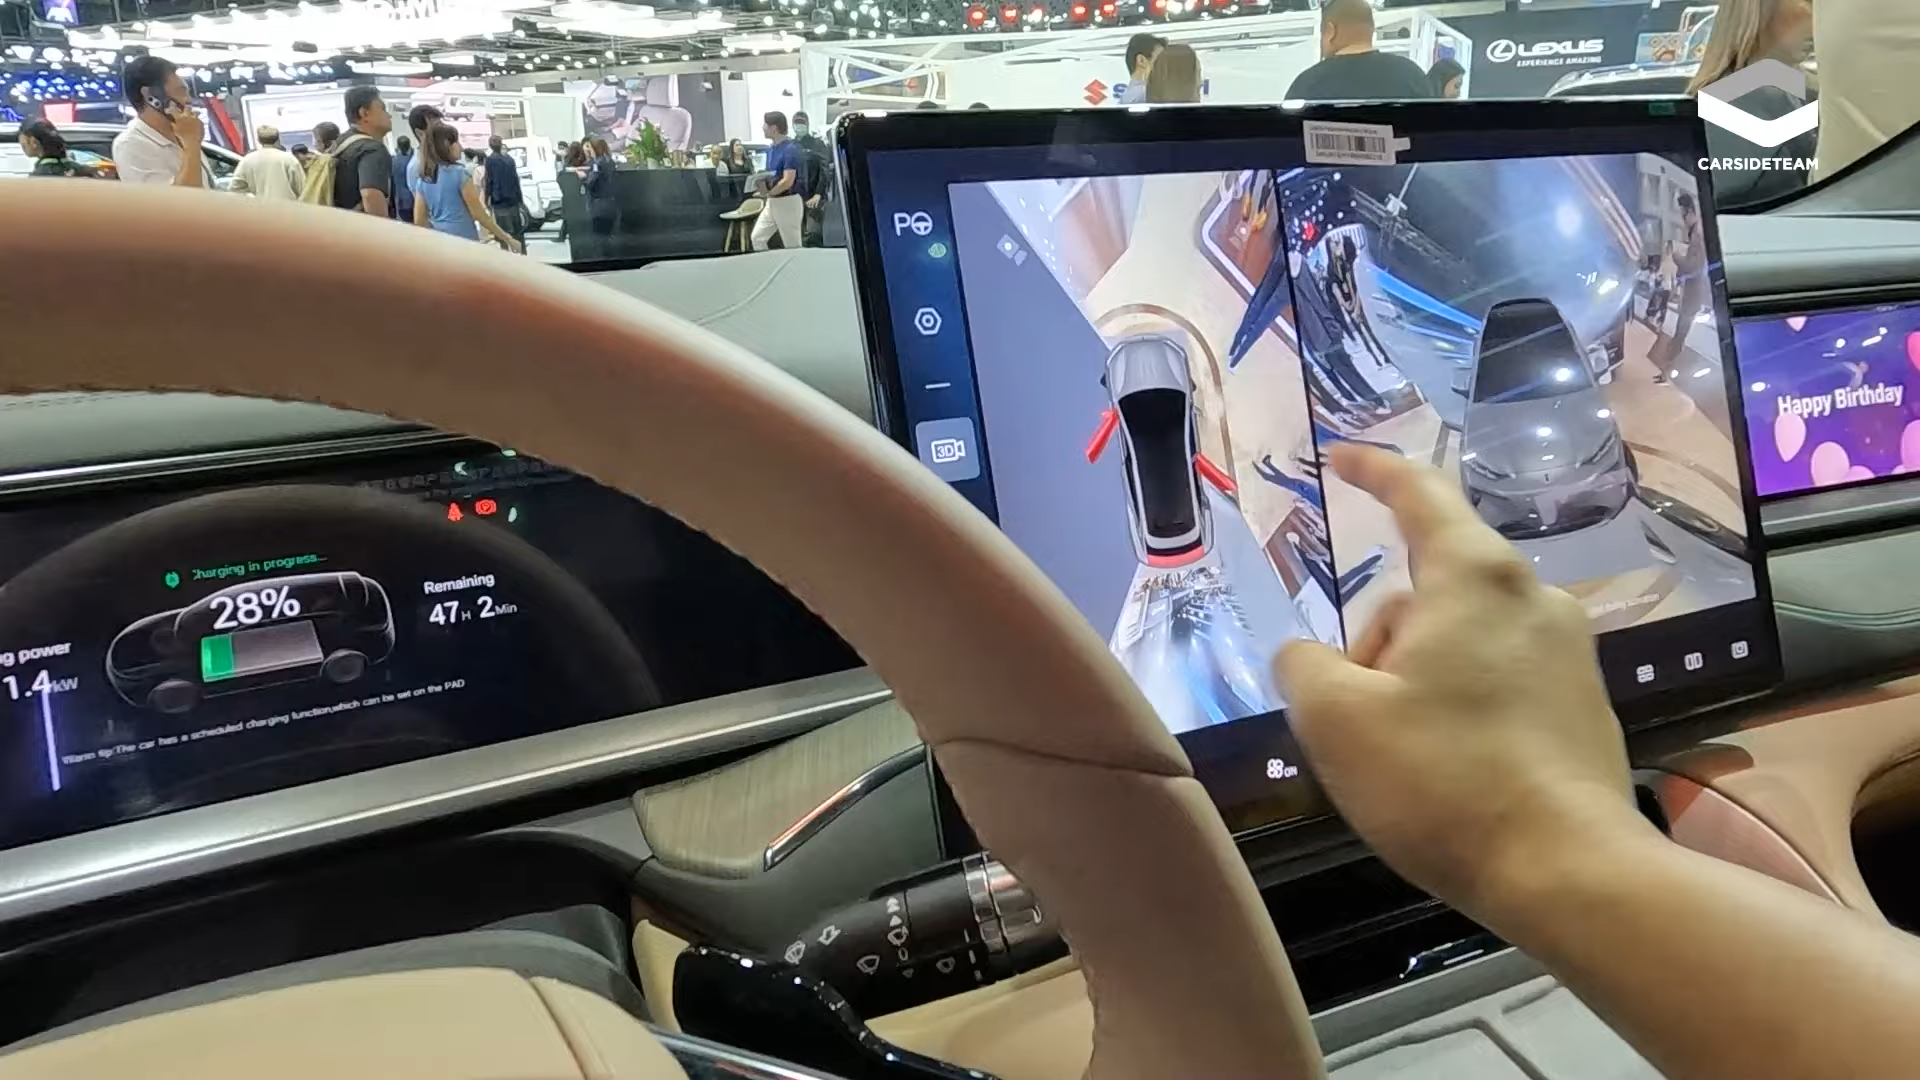 LEXUS
EXPERIENCE AMAZING
CARSIDETEAM
P
3D
Happy Birthday
Charging in progress...
28%
Remaining
47H 2Min
g power
1.4kW
Warm tip:The car has a scheduled charging function,which can be set on the PAD
ON